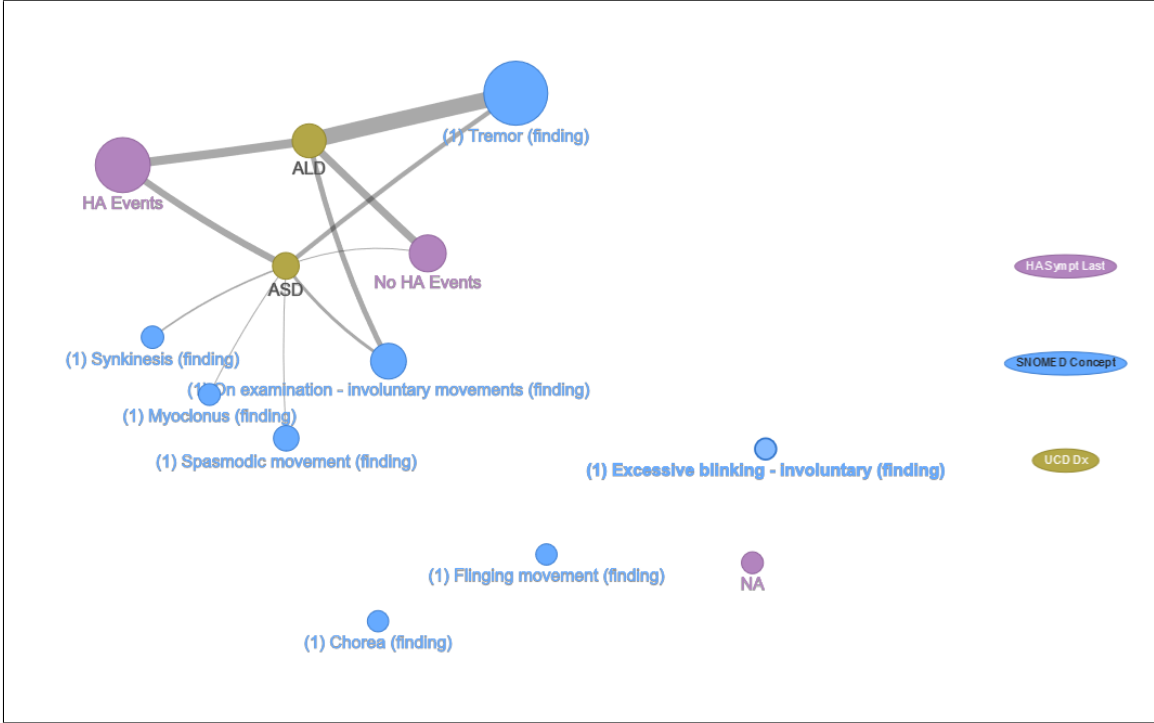 (1) Tremor (finding)
ALD
HA Events
HA Sympt Last
No HA Events
ASD
(1) Synkinesis (finding)
SNOMED Concept
(1) On examination - involuntary movements (finding)
(1) Myoclonus (finding)
(1) Spasmodic movement (finding)
UCD Dx
(1) Excessive blinking - involuntary (finding)
(1) Flinging movement (finding)
NA
(1) Chorea (finding)